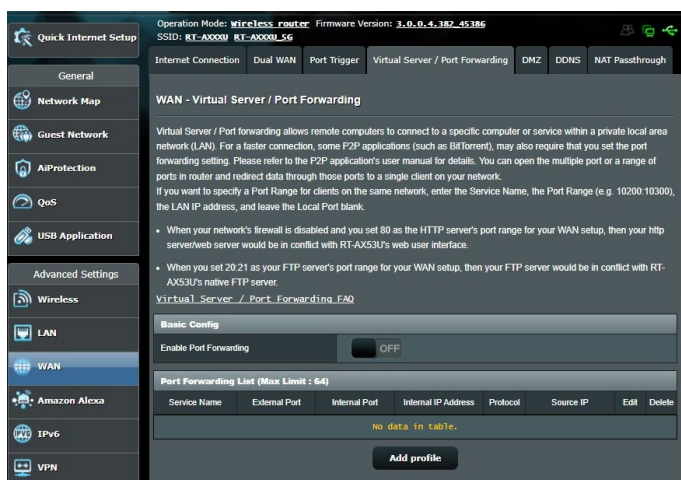 Operation Mode: Wireless router Firmware Version: 3.0.0.4.382_45386
SSID: RT-AXXXU RT-AXXXU_5G
Quick Internet Setup
General
Network Map
Guest Network
AiProtection
QoS
USB Application
Advanced Settings
Wireless
LAN
WAN
Amazon Alexa
IPv6
VPN
Internet Connection Dual WAN Port Trigger Virtual Server / Port Forwarding DMZ DDNS NAT Passthrough
WAN - Virtual Server / Port Forwarding
Virtual Server / Port forwarding allows remote computers to connect to a specific computer or service within a private local area
network (LAN). For a faster connection, some P2P applications (such as BitTorrent), may also require that you set the port
forwarding setting. Please refer to the P2P application's user manual for details. You can open the multiple port or a range of
ports in router and redirect data through those ports to a single client on your network.
If you want to specify a Port Range for clients on the same network, enter the Service Name, the Port Range (e.g. 10200:10300),
the LAN IP address, and leave the Local Port blank.
• When your network's firewall is disabled and you set 80 as the HTTP server's port range for your WAN setup, then your http
server/web server would be in conflict with RT-AX53U's web user interface.
• When you set 20:21 as your FTP server's port range for your WAN setup, then your FTP server would be in conflict with RT-
AX53U's native FTP server.
Virtual Server / Port Forwarding FAQ
Basic Config
Enable Port Forwarding OFF
Port Forwarding List (Max Limit : 64)
Service Name External Port Internal Port Internal IP Address Protocol Source IP Edit Delete
No data in table.
Add profile